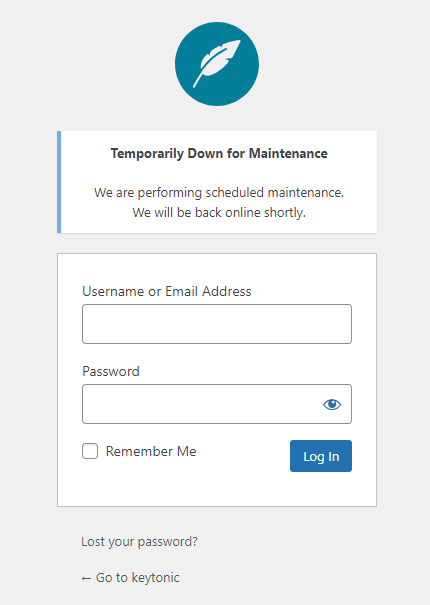 Temporarily Down for Maintenance
We are performing scheduled maintenance.
We will be back online shortly.
Username or Email Address
Password
Remember Me
Log In
Lost your password?
← Go to keytonic